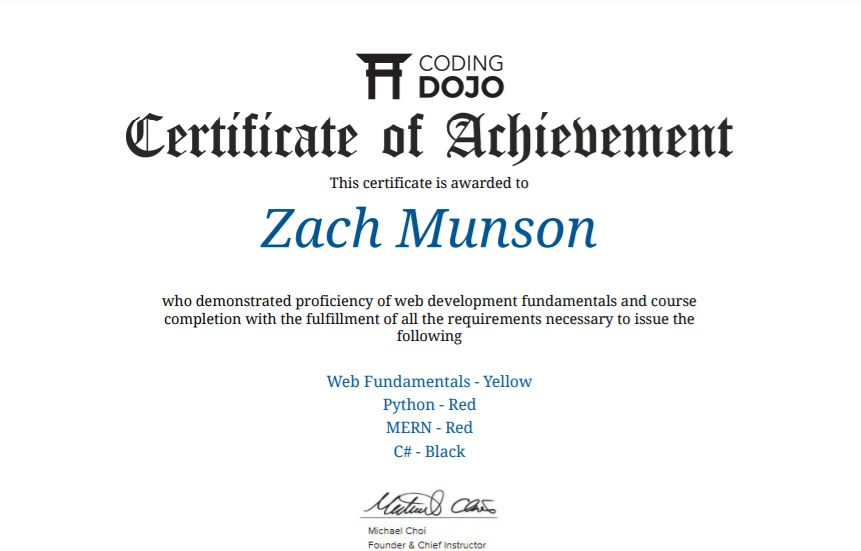 CODING
DOJO
Certificate of Achievement
This certificate is awarded to
Zach Munson
who demonstrated proficiency of web development fundamentals and course
completion with the fulfillment of all the requirements necessary to issue the
following
Web Fundamentals - Yellow
Python - Red
MERN - Red
C# - Black
Michael Choi
Founder & Chief Instructor